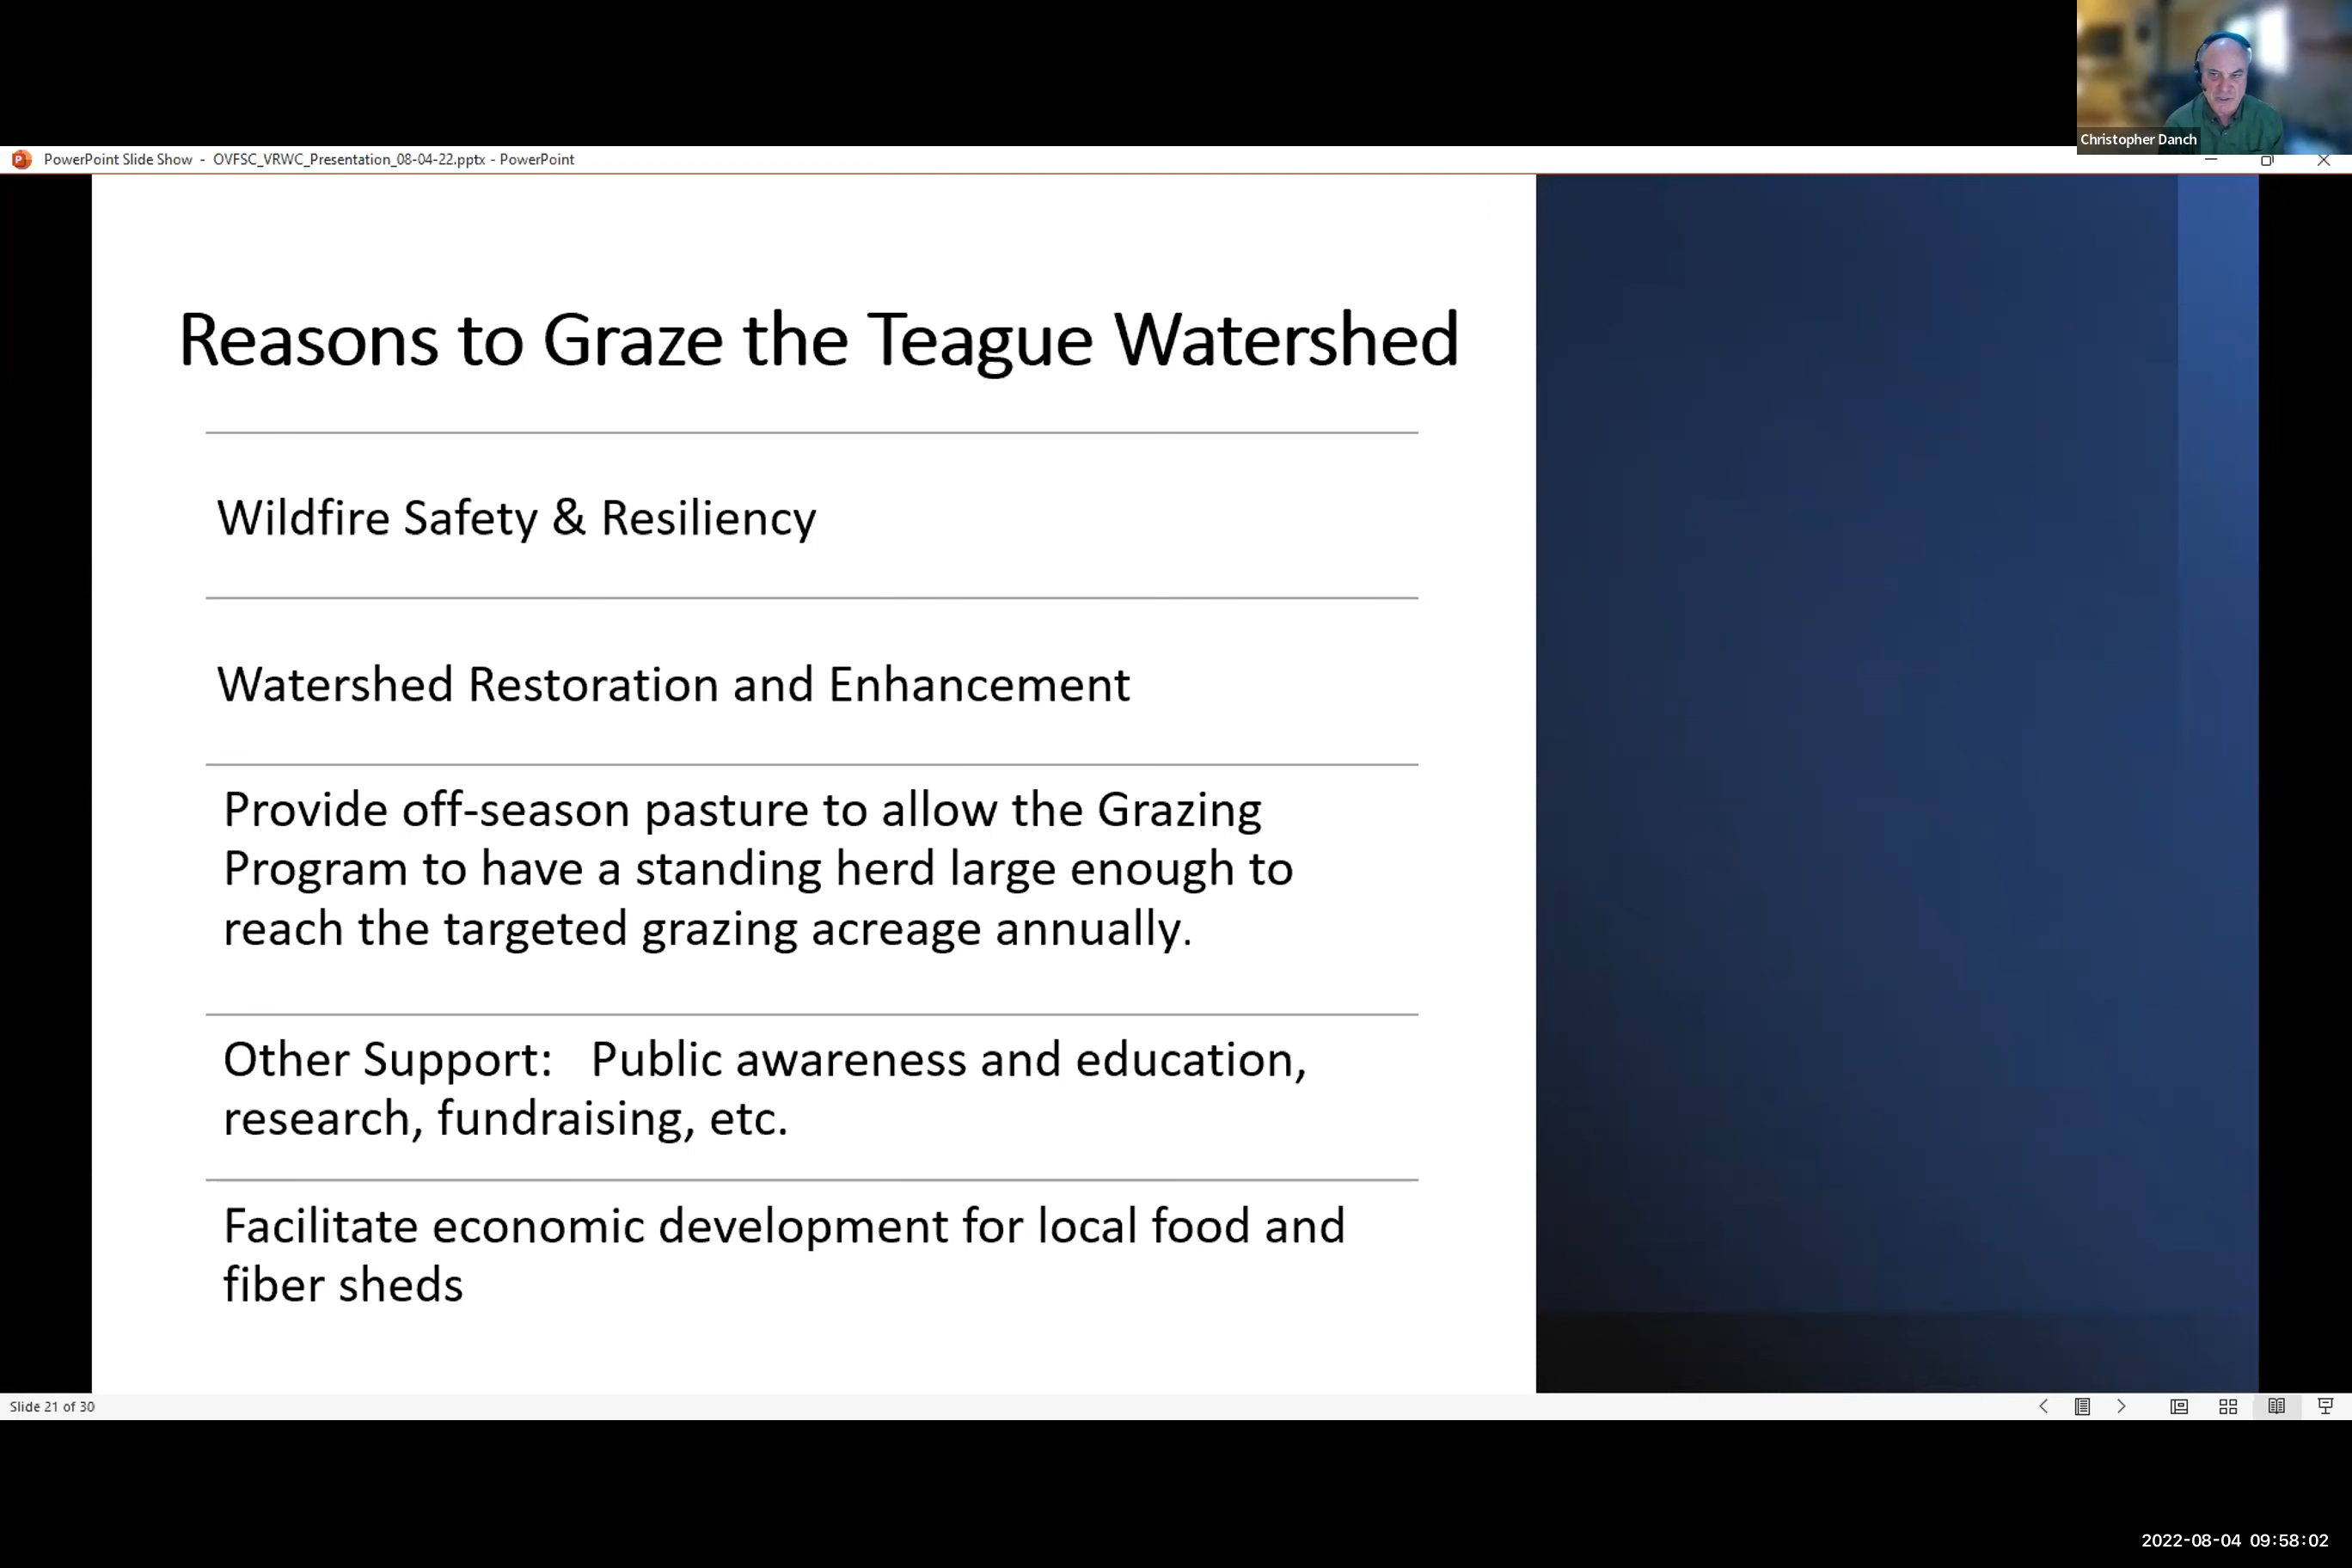 Christopher Danch
PowerPoint Slide Show - OVFSC_VRWC_Presentation_08-04-22.pptx - PowerPoint
Reasons to Graze the Teague Watershed
Wildfire Safety & Resiliency
Watershed Restoration and Enhancement
Provide off-season pasture to allow the Grazing
Program to have a standing herd large enough to
reach the targeted grazing acreage annually.
Other Support:   Public awareness and education,
research, fundraising, etc.
Facilitate economic development for local food and
fiber sheds
Slide 21 of 30
2022-08-04 09:58:02